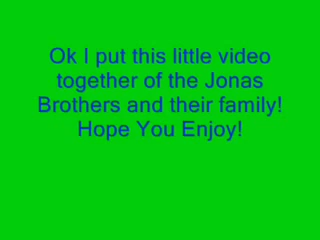 Ok I put this little video
together of the Jonas
Brothers and their family!
Hope You Enjoy!